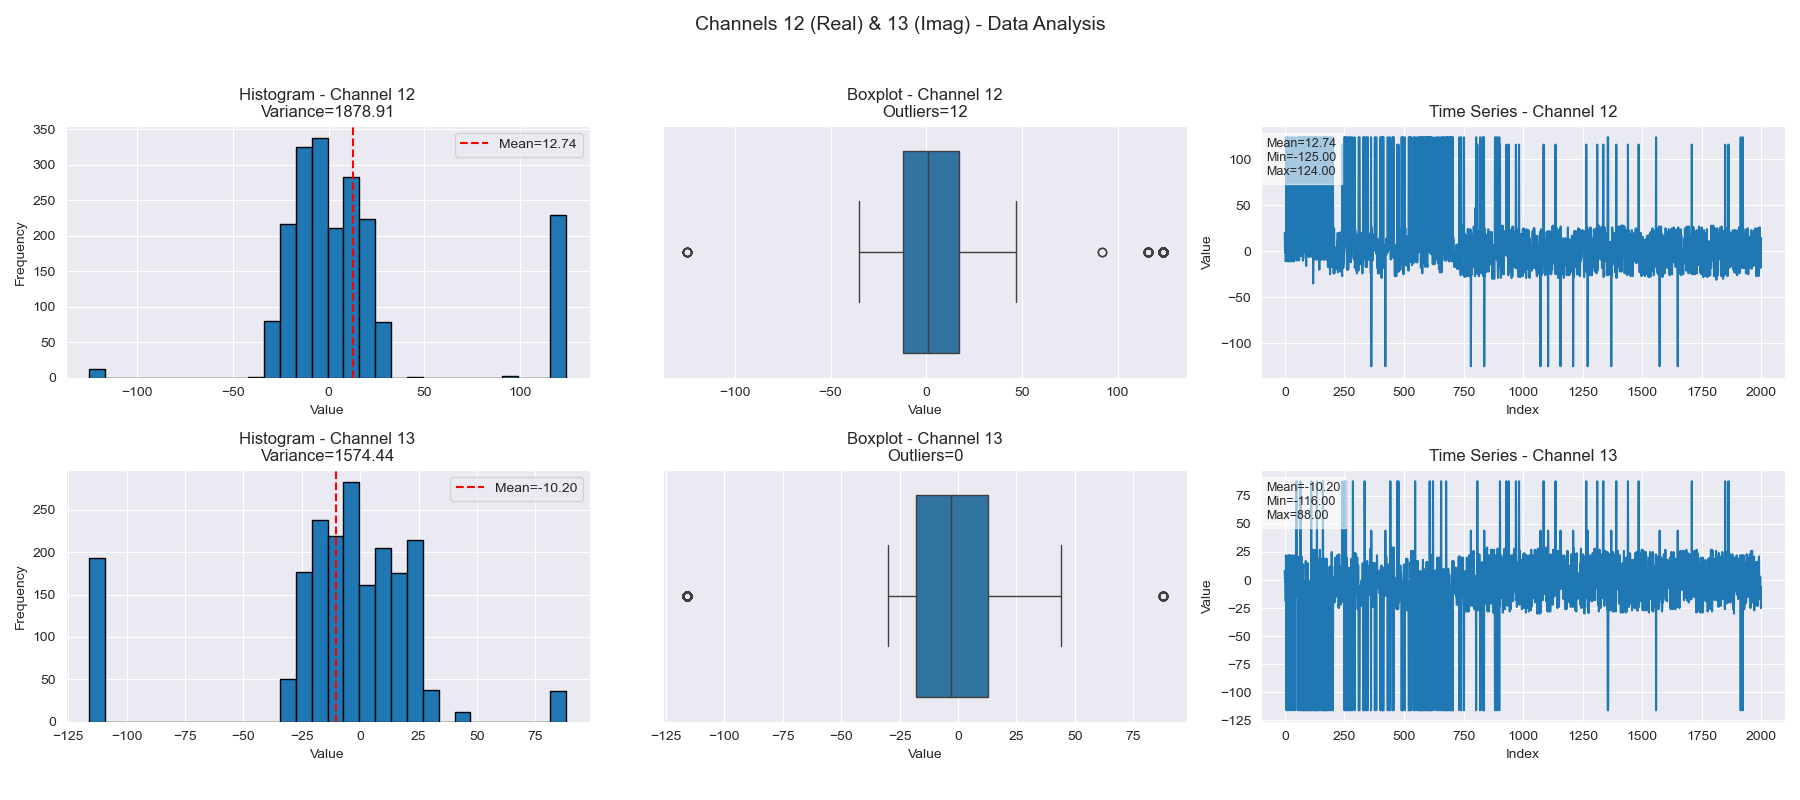 Channels 12 (Real) & 13 (Imag) - Data Analysis
Histogram - Channel 12
Variance=1878.91
Mean=12.74
Frequency
350
300
250
200
150
100
50
0
−100 −50 0 50 100
Value
Boxplot - Channel 12
Outliers=12
−100 −50 0 50 100
Value
Time Series - Channel 12
Mean=12.74
Min=-125.00
Max=124.00
Value
100
50
0
−50
−100
0 250 500 750 1000 1250 1500 1750 2000
Index
Histogram - Channel 13
Variance=1574.44
Mean=-10.20
Frequency
250
200
150
100
50
0
−125 −100 −75 −50 −25 0 25 50 75
Value
Boxplot - Channel 13
Outliers=0
−125 −100 −75 −50 −25 0 25 50 75
Value
Time Series - Channel 13
Mean=-10.20
Min=-116.00
Max=88.00
Value
75
50
25
0
−25
−50
−75
−100
−125
0 250 500 750 1000 1250 1500 1750 2000
Index